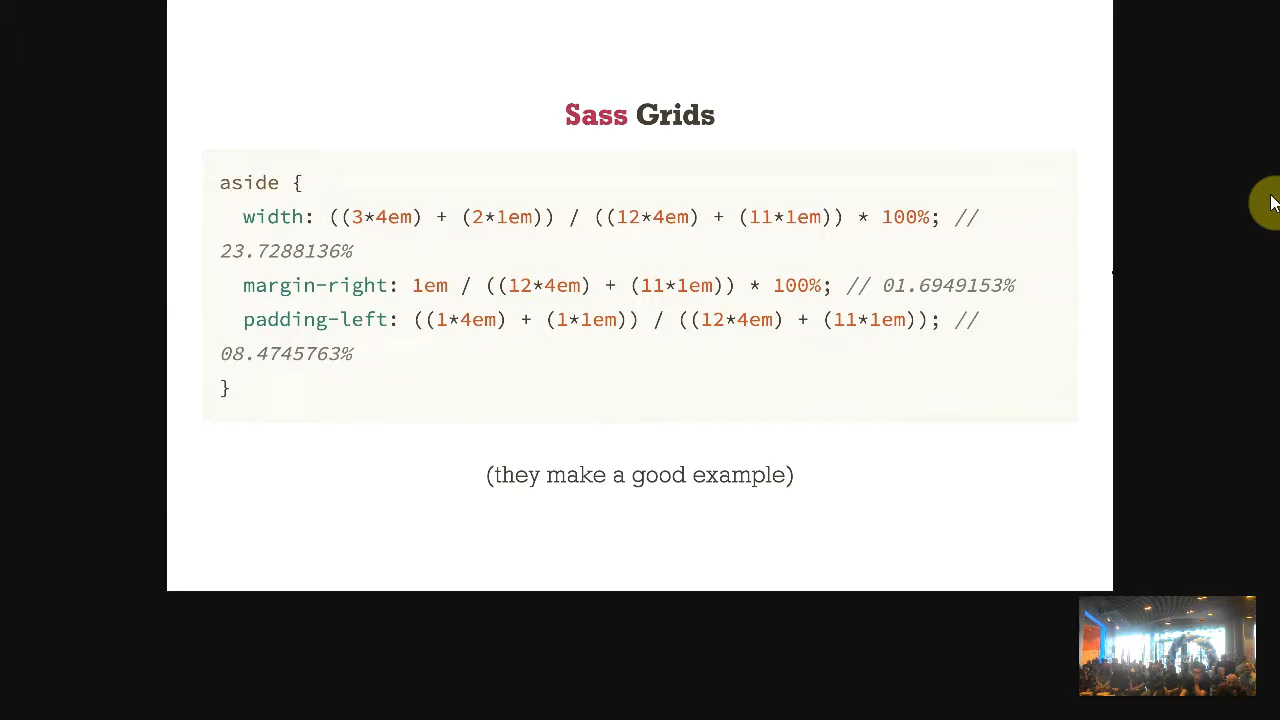 Sass Grids
aside {
width: ((3*4em) + (2*1em)) / ((12*4em) + (11*1em)) * 100%; //
23.7288136%
margin-right: 1em / ((12*4em) + (11*1em)) * 100%; // 01.6949153%
padding-left: ((1*4em) + (1*1em)) / ((12*4em) + (11*1em)); //
08.4745763%
}
(they make a good example)